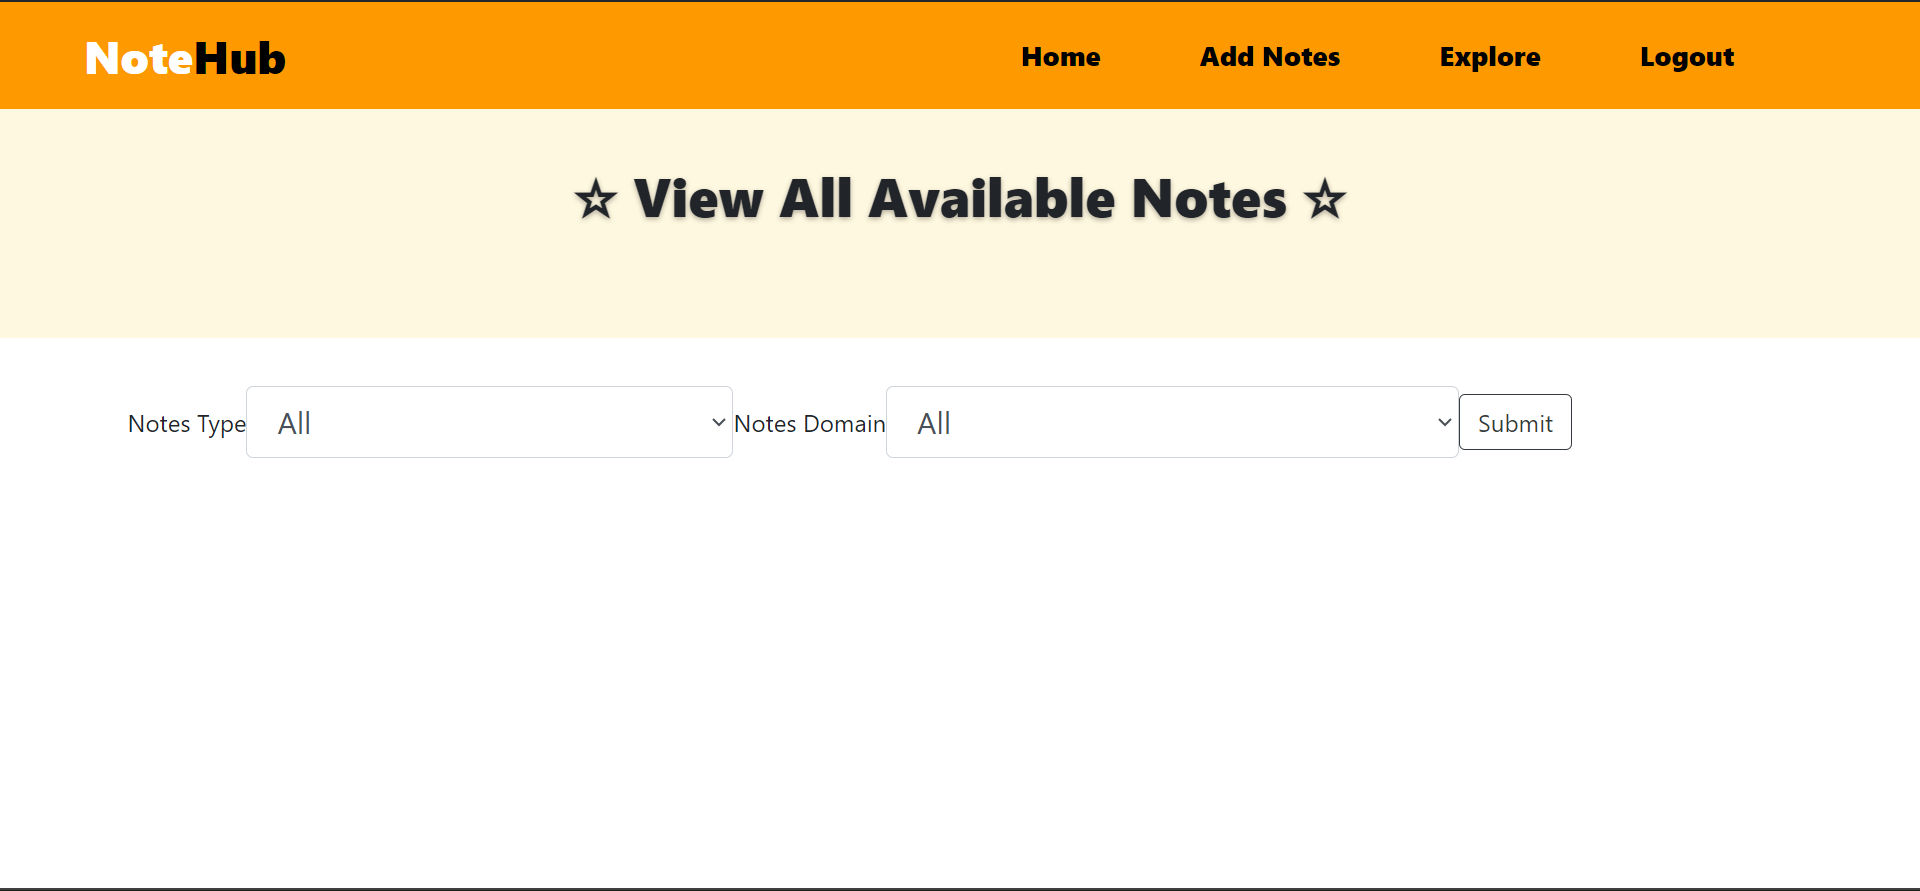 NoteHub Home Add Notes Explore Logout
☆ View All Available Notes ☆
Notes Type All Notes Domain All Submit